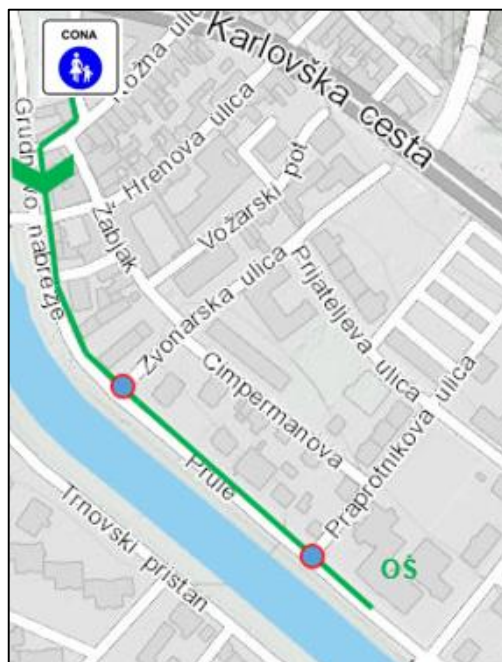 CONA
Rožna ulica
Karlovška cesta
Grudnovo nabrežje
Hrenova ulica
Žabjak
Vožarski pot
Zvonarska ulica
Prijateljeva ulica
Cimpermanova
Praprotnikova ulica
Prule
OŠ
Trnovski pristan